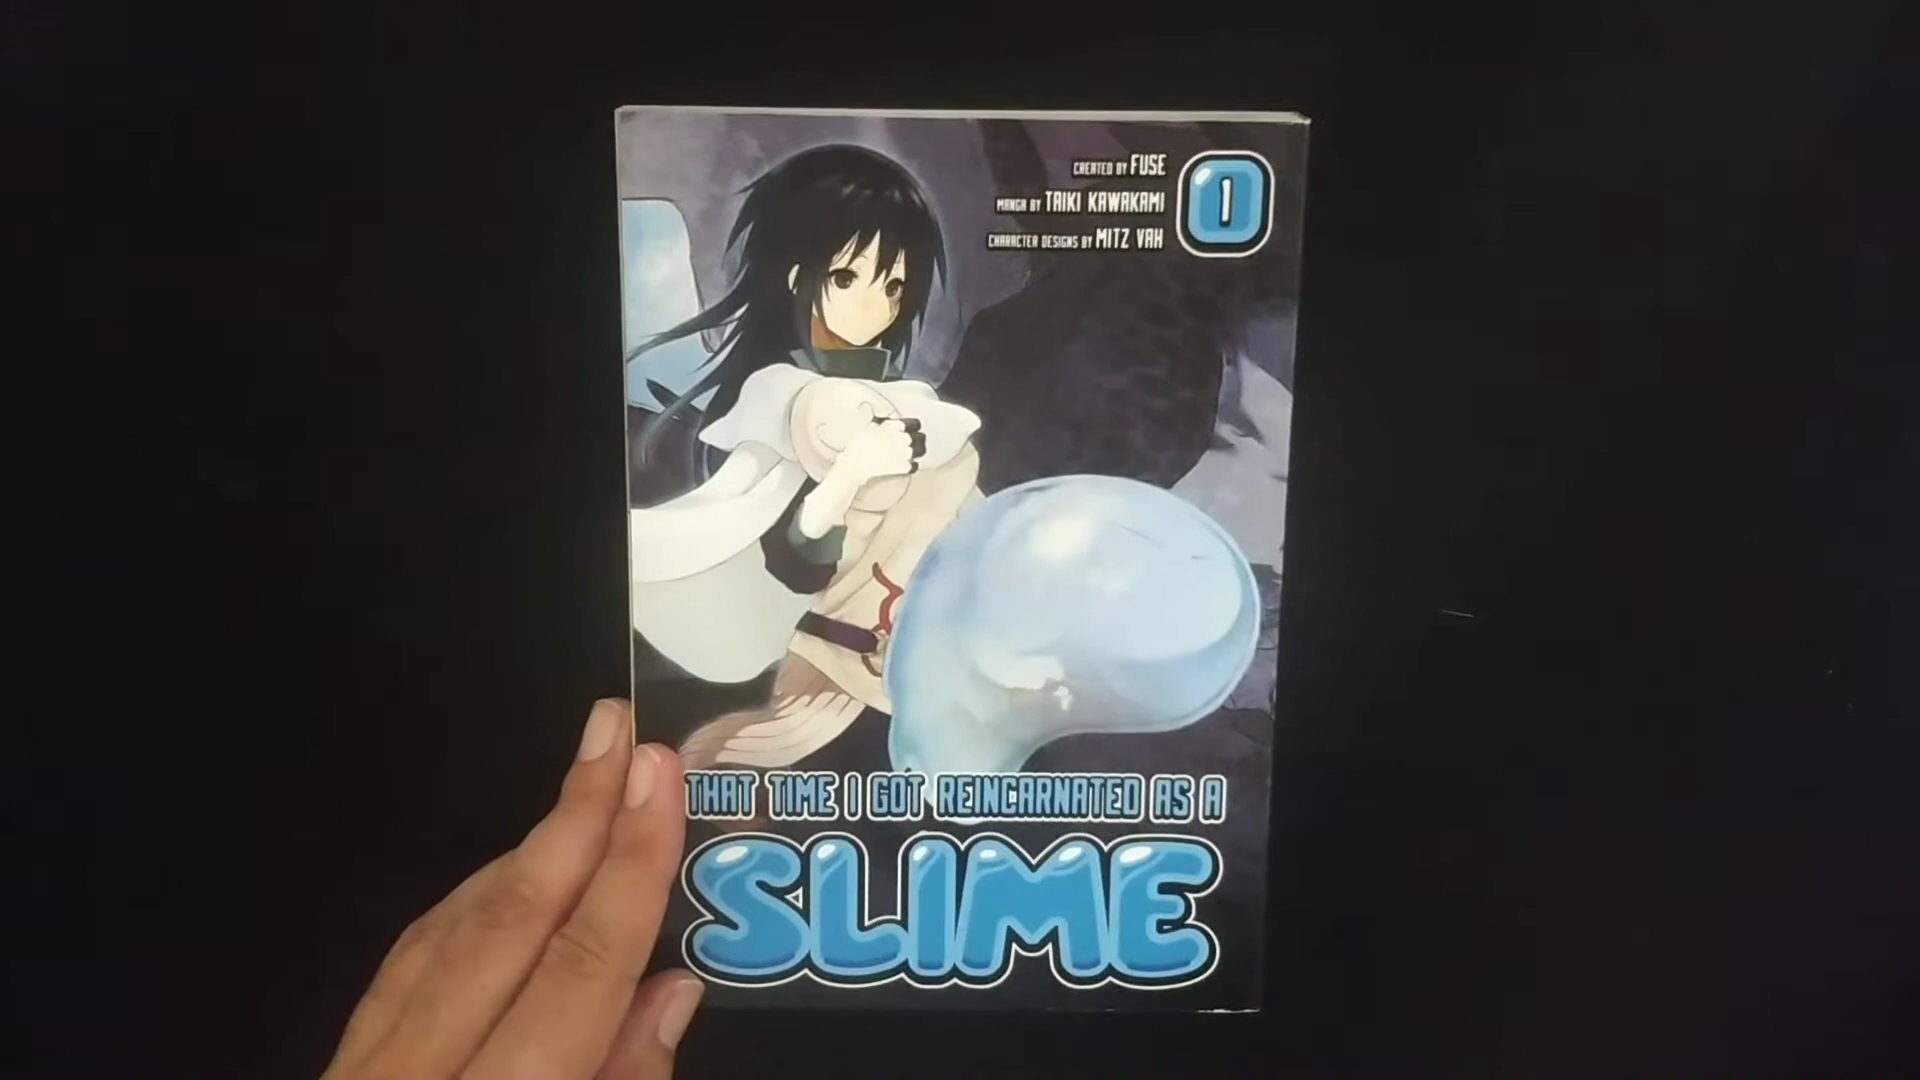 CREATED BY FUSE
MANGA BY TAIKI KAWAKAMI
CHARACTER DESIGNS BY MITZ VAH
1
THAT TIME I GOT REINCARNATED AS A
SLIME